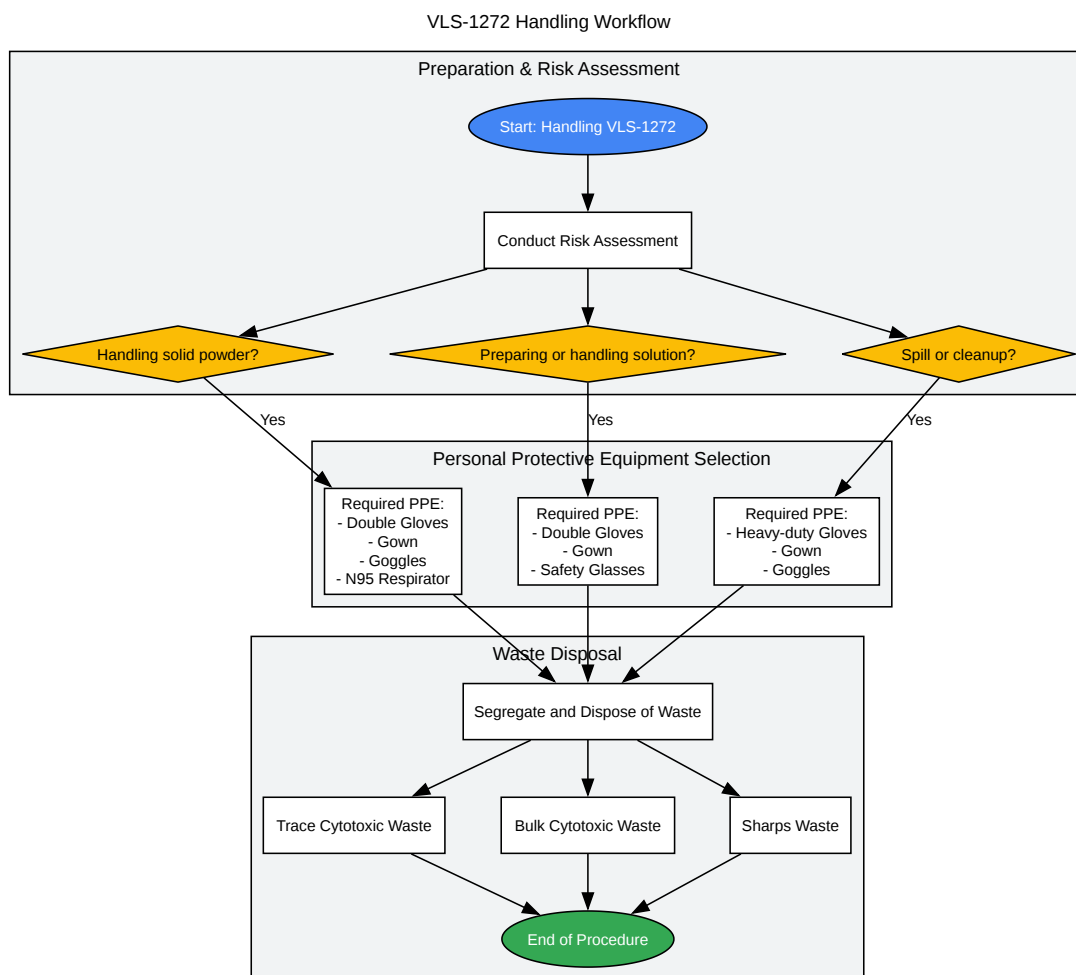 VLS-1272 Handling Workflow
Preparation & Risk Assessment
Start: Handling VLS-1272
Conduct Risk Assessment
Handling solid powder?
Preparing or handling solution?
Spill or cleanup?
Yes
Yes
Yes
Personal Protective Equipment Selection
Required PPE:
- Double Gloves
- Gown
- Goggles
- N95 Respirator
Required PPE:
- Double Gloves
- Gown
- Safety Glasses
Required PPE:
- Heavy-duty Gloves
- Gown
- Goggles
Waste Disposal
Segregate and Dispose of Waste
Trace Cytotoxic Waste
Bulk Cytotoxic Waste
Sharps Waste
End of Procedure